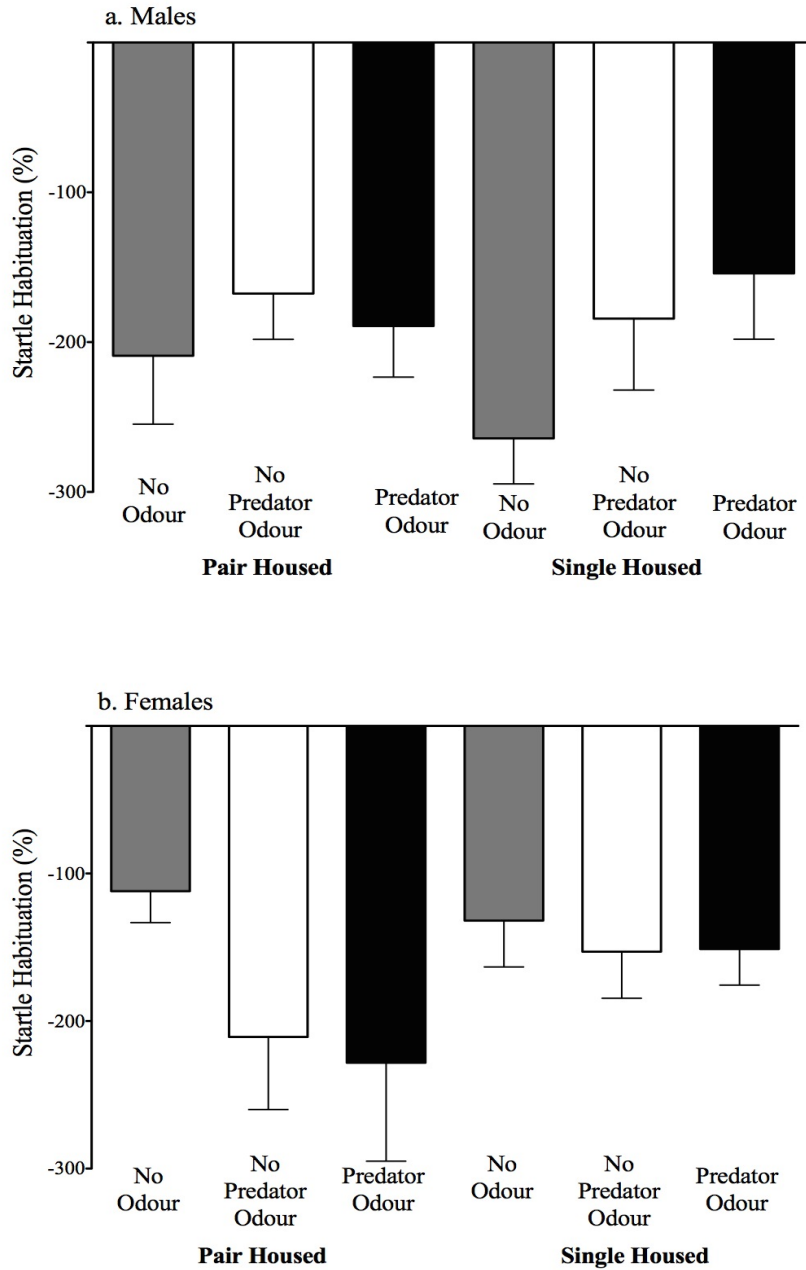 a. Males
Startle Habituation (%)
-100
-200
-300
No
Odour
No
Predator
Odour
Predator
Odour
No
Odour
No
Predator
Odour
Predator
Odour
Pair Housed
Single Housed
b. Females
Startle Habituation (%)
-100
-200
-300
No
Odour
No
Predator
Odour
Predator
Odour
No
Odour
No
Predator
Odour
Predator
Odour
Pair Housed
Single Housed